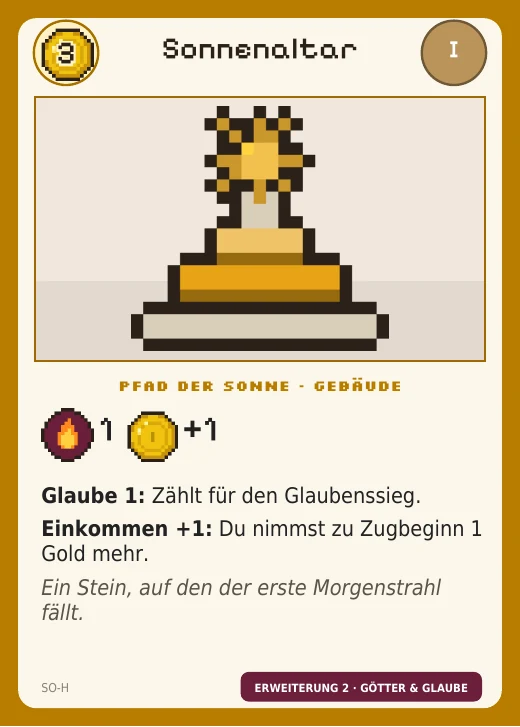 3
Sonnenaltar
I
PFAD DER SONNE - GEBÄUDE
1
+1
Glaube 1: Zählt für den Glaubenssieg.
Einkommen +1: Du nimmst zu Zugbeginn 1
Gold mehr.
Ein Stein, auf den der erste Morgenstrahl
fällt.
SO-H
ERWEITERUNG 2 · GÖTTER & GLAUBE